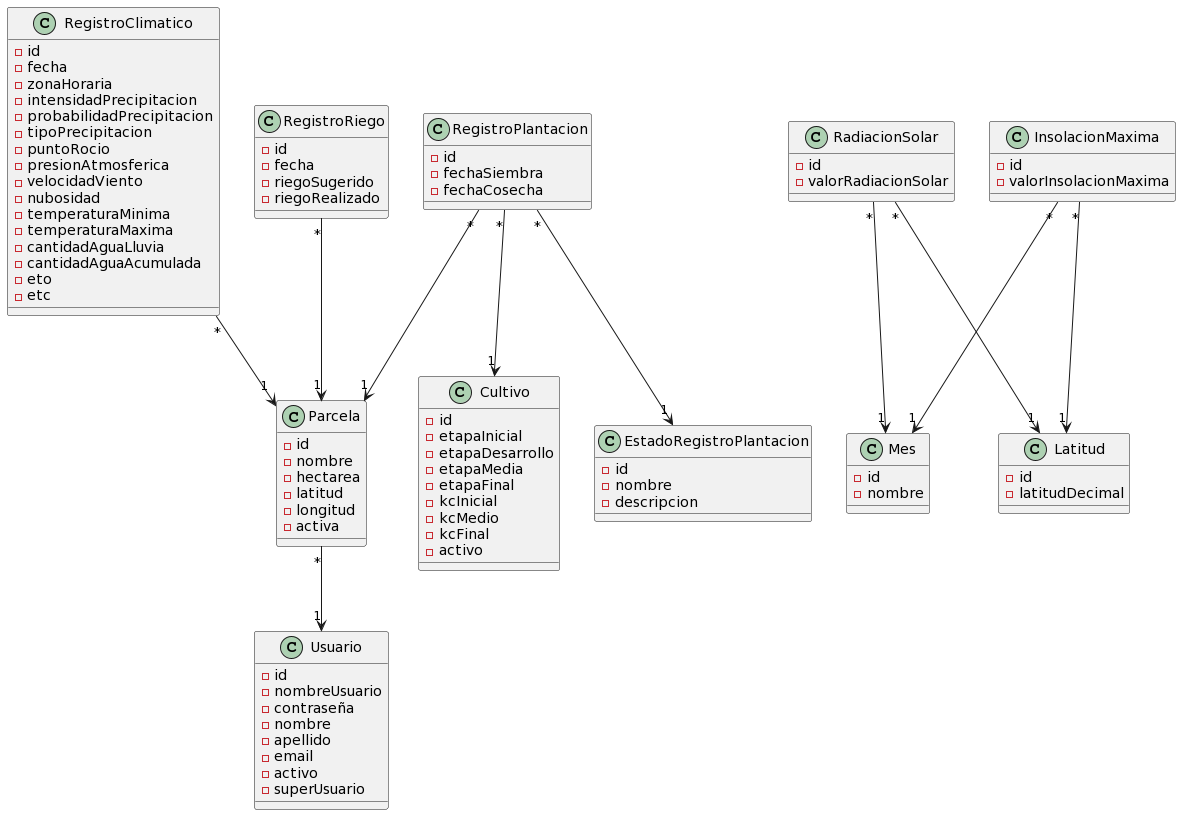 C RegistroClimatico
id
fecha
zonaHoraria
intensidadPrecipitacion
probabilidadPrecipitacion
tipoPrecipitacion
puntoRocio
presionAtmosferica
velocidadViento
nubosidad
temperaturaMinima
temperaturaMaxima
cantidadAguaLluvia
cantidadAguaAcumulada
eto
etc
C RegistroRiego
id
fecha
riegoSugerido
riegoRealizado
C RegistroPlantacion
id
fechaSiembra
fechaCosecha
C RadiacionSolar
id
valorRadiacionSolar
C InsolacionMaxima
id
valorInsolacionMaxima
* * * * * * * * *
1 1 1 1 1 1 1 1 1
C Parcela
id
nombre
hectarea
latitud
longitud
activa
C Cultivo
id
etapaInicial
etapaDesarrollo
etapaMedia
etapaFinal
kcInicial
kcMedio
kcFinal
activo
C EstadoRegistroPlantacion
id
nombre
descripcion
C Mes
id
nombre
C Latitud
id
latitudDecimal
*
1
C Usuario
id
nombreUsuario
contraseña
nombre
apellido
email
activo
superUsuario